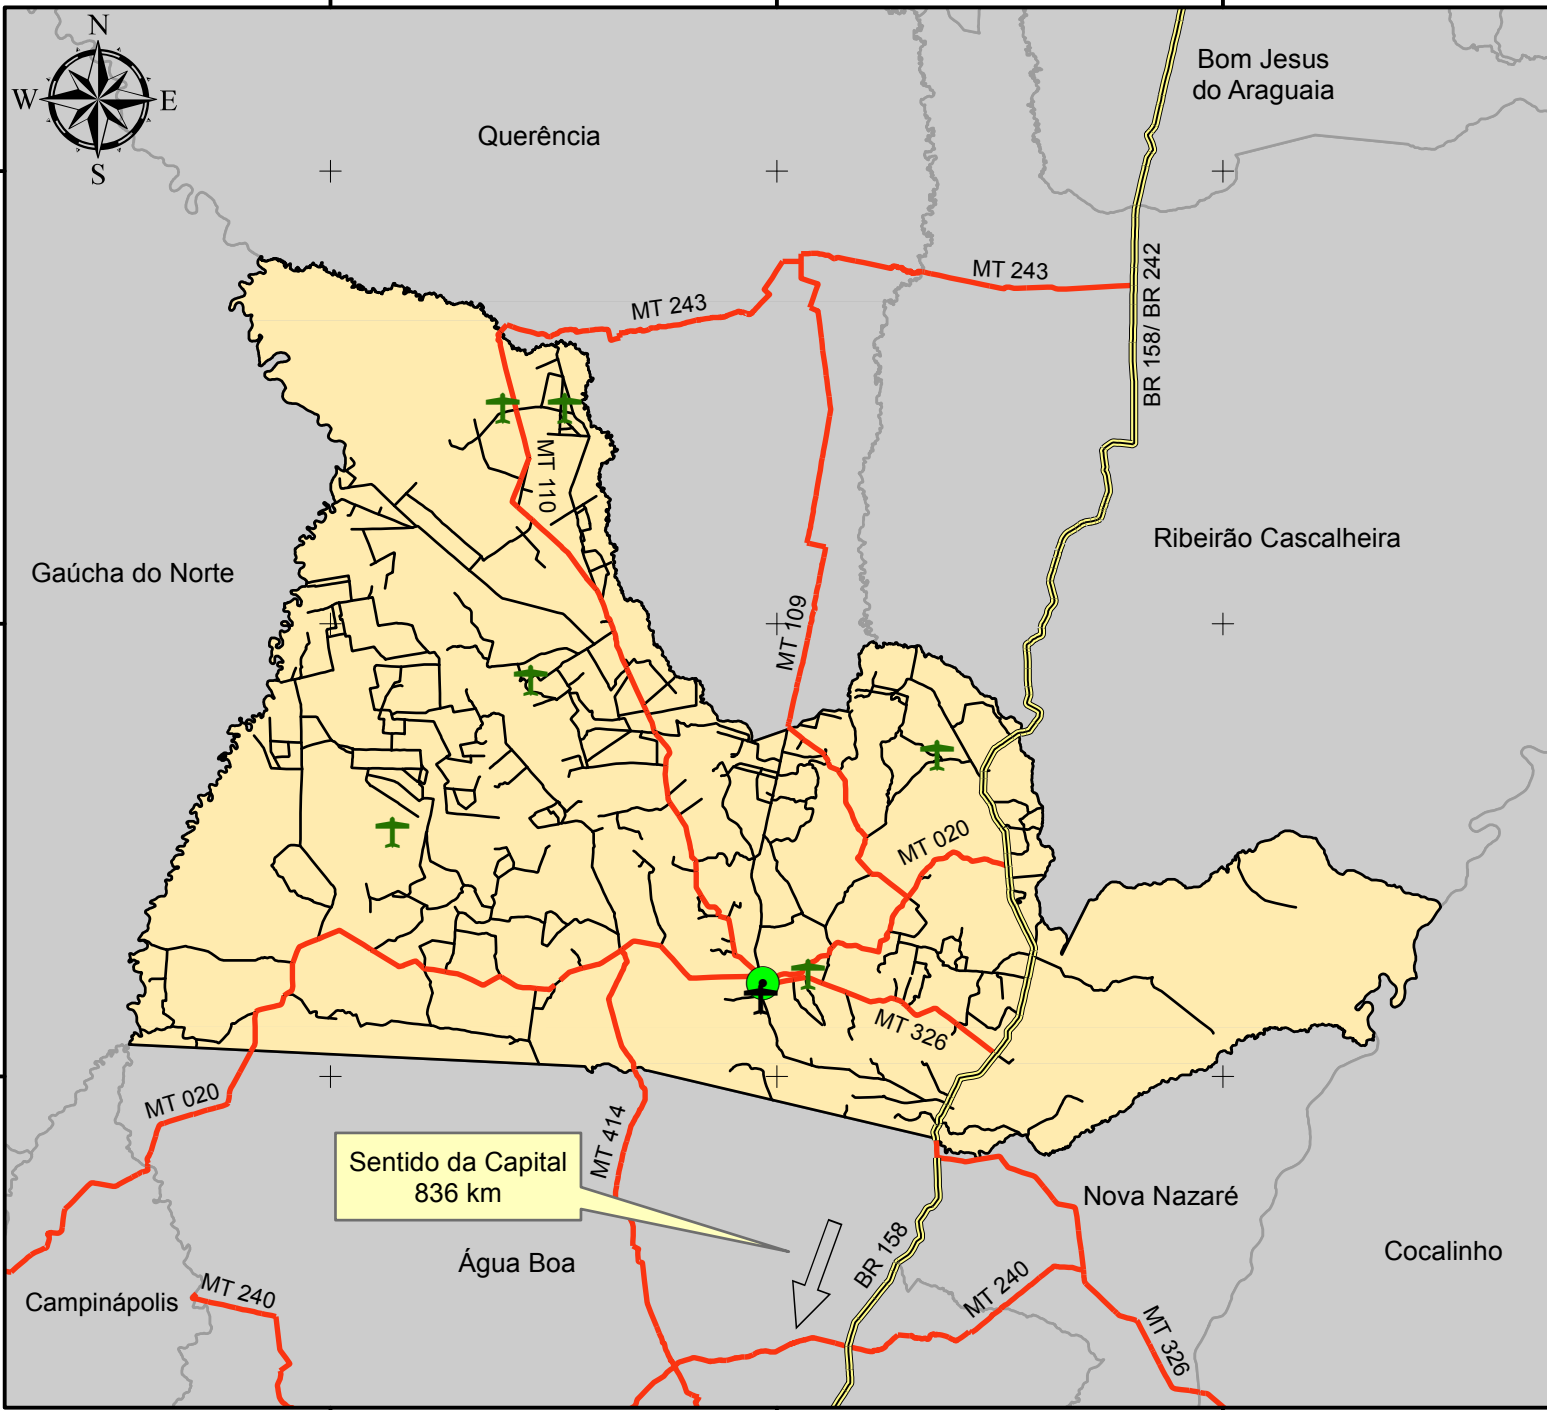 N
W
E
S
Bom Jesus
do Araguaia
Querência
MT 243
MT 243
BR 158/ BR 242
MT 110
Ribeirão Cascalheira
Gaúcha do Norte
MT 109
MT 020
MT 326
MT 020
MT 414
Sentido da Capital
836 km
Nova Nazaré
Água Boa
BR 158
Cocalinho
MT 240
Campinápolis
MT 240
MT 326